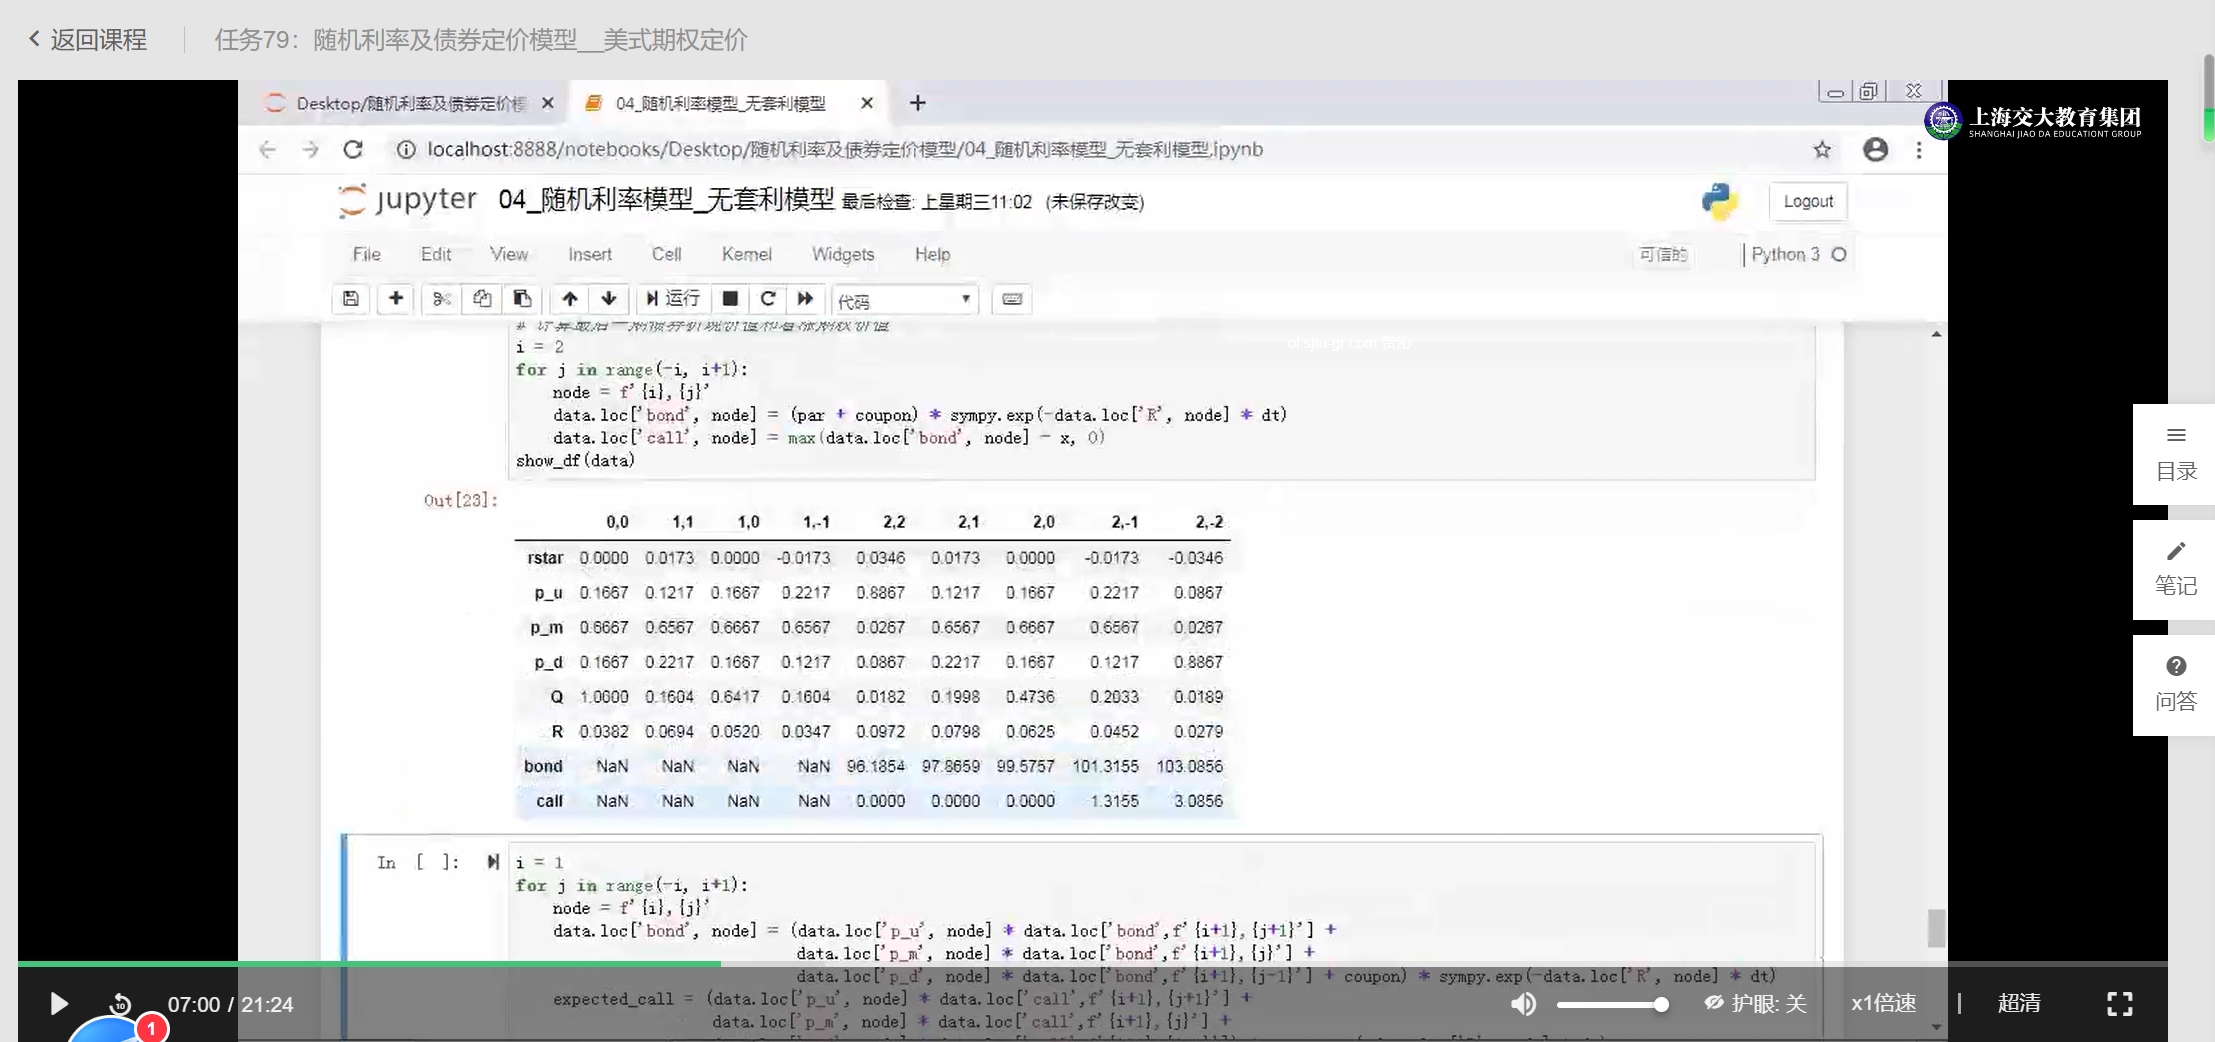 返回课程
任务79：随机利率及债券定价模型__美式期权定价
Desktop/随机利率及债券定价模
04_随机利率模型_无套利模型
上海交大教育集团
SHANGHAI JIAO DA EDUCATIONT GROUP
localhost:8888/notebooks/Desktop/随机利率及债券定价模型/04_随机利率模型_无套利模型.ipynb
jupyter 04_随机利率模型_无套利模型 最后检查: 上星期三11:02 (未保存改变)
Logout
File Edit View Insert Cell Kernel Widgets Help
可信的
Python 3
运行
代码
i = 2
for j in range(-i, i+1):
node = f'{i},{j}'
data.loc['bond', node] = (par + coupon) * sympy.exp(-data.loc['R', node] * dt)
data.loc['call', node] = max(data.loc['bond', node] - x, 0)
show_df(data)
Out[23]:
0,0 1,1 1,0 1,-1 2,2 2,1 2,0 2,-1 2,-2
rstar 0.0000 0.0173 0.0000 -0.0173 0.0346 0.0173 0.0000 -0.0173 -0.0346
p_u 0.1667 0.1217 0.1667 0.2217 0.8867 0.1217 0.1667 0.2217 0.0867
p_m 0.6667 0.6567 0.6667 0.6567 0.0267 0.6567 0.6667 0.6567 0.0267
p_d 0.1667 0.2217 0.1667 0.1217 0.0867 0.2217 0.1667 0.1217 0.8867
Q 1.0000 0.1604 0.6417 0.1604 0.0182 0.1998 0.4736 0.2033 0.0189
R 0.0382 0.0694 0.0520 0.0347 0.0972 0.0798 0.0625 0.0452 0.0279
bond NaN NaN NaN NaN 96.1854 97.8659 99.5757 101.3155 103.0856
call NaN NaN NaN NaN 0.0000 0.0000 0.0000 1.3155 3.0856
In [ ]:
i = 1
for j in range(-i, i+1):
node = f'{i},{j}'
data.loc['bond', node] = (data.loc['p_u', node] * data.loc['bond',f'{i+1},{j+1}'] +
data.loc['p_m', node] * data.loc['bond',f'{i+1},{j}'] +
data.loc['p_d', node] * data.loc['bond',f'{i+1},{j-1}'] + coupon) * sympy.exp(-data.loc['R', node] * dt)
expected_call = (data.loc['p_u', node] * data.loc['call',f'{i+1},{j+1}'] +
data.loc['p_m', node] * data.loc['call',f'{i+1},{j}'] +
目录
笔记
问答
10
07:00 / 21:24
护眼: 关
x1倍速
超清
1